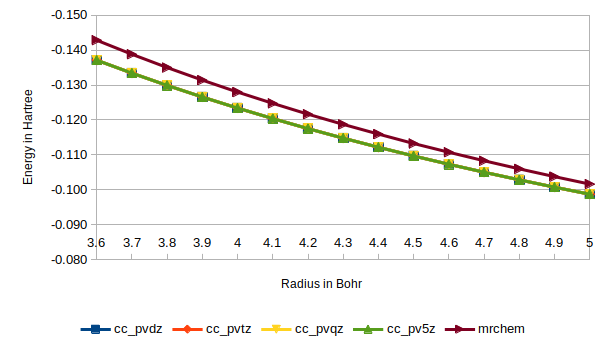 -0.150
-0.140
-0.130
-0.120
-0.110
-0.100
-0.090
-0.080
Energy in Hartree
3.6 3.7 3.8 3.9 4 4.1 4.2 4.3 4.4 4.5 4.6 4.7 4.8 4.9 5
Radius in Bohr
cc_pvdz cc_pvtz cc_pvqz cc_pv5z mrchem